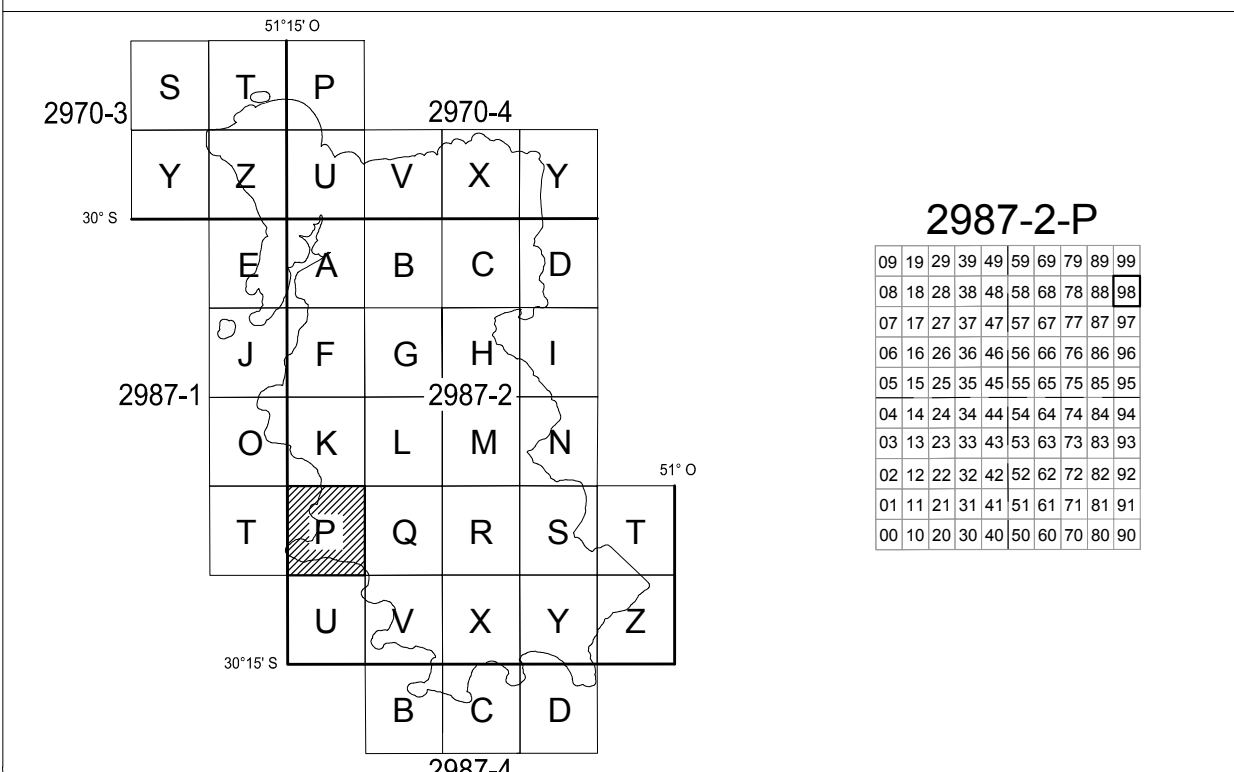 51°15' O
S T P
2970-3 2970-4
Y Z U V X Y
30° S
E A B C D
J F G H I
2987-1 2987-2
O K L M N
51° O
T P Q R S T
U V X Y Z
30°15' S
B C D
2987-4
2987-2-P
09 19 29 39 49 59 69 79 89 99
08 18 28 38 48 58 68 78 88 98
07 17 27 37 47 57 67 77 87 97
06 16 26 36 46 56 66 76 86 96
05 15 25 35 45 55 65 75 85 95
04 14 24 34 44 54 64 74 84 94
03 13 23 33 43 53 63 73 83 93
02 12 22 32 42 52 62 72 82 92
01 11 21 31 41 51 61 71 81 91
00 10 20 30 40 50 60 70 80 90